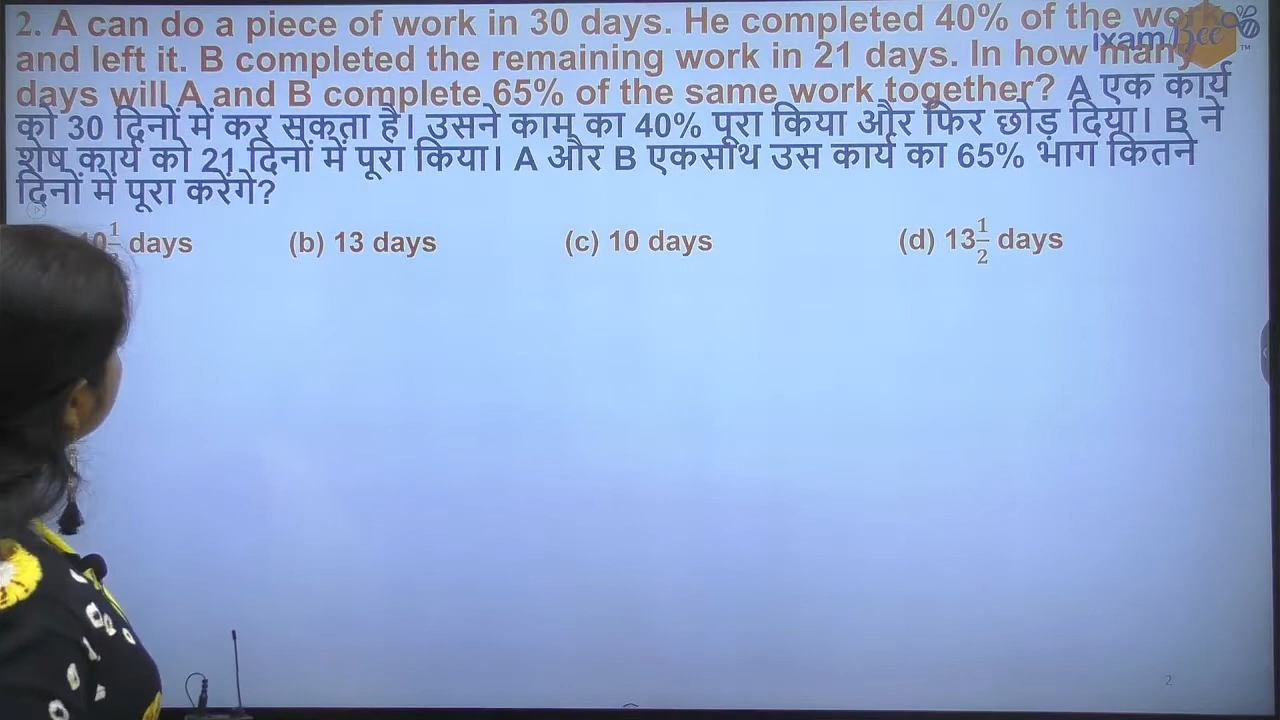 2. A can do a piece of work in 30 days. He completed 40% of the work
and left it. B completed the remaining work in 21 days. In how many
days will A and B complete 65% of the same work together? A एक कार्य
को 30 दिनों में कर सकता है। उसने काम का 40% पूरा किया और फिर छोड़ दिया। B ने
शेष कार्य को 21 दिनों में पूरा किया। A और B एकसाथ उस कार्य का 65% भाग कितने
दिनों में पूरा करेंगे?
days (b) 13 days (c) 10 days (d) 13 1/2 days
ixamBee ™
2